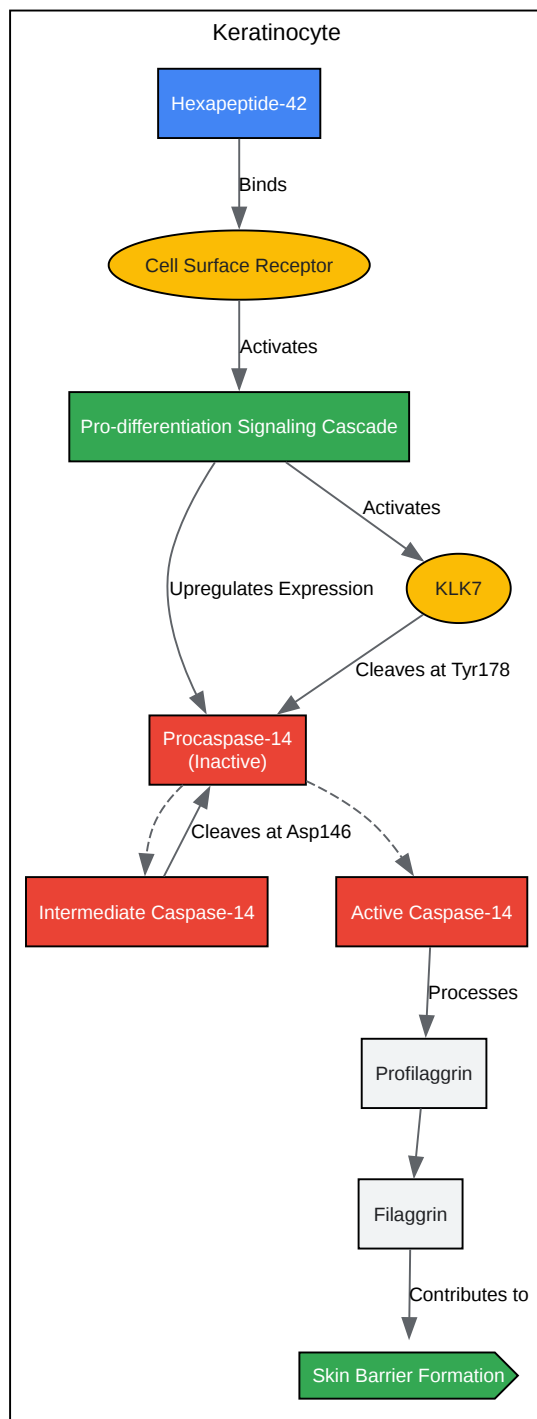 Keratinocyte
Hexapeptide-42
Binds
Cell Surface Receptor
Activates
Pro-differentiation Signaling Cascade
Activates
Upregulates Expression
KLK7
Cleaves at Tyr178
Procaspase-14
(Inactive)
Cleaves at Asp146
Intermediate Caspase-14
Active Caspase-14
Processes
Profilaggrin
Filaggrin
Contributes to
Skin Barrier Formation